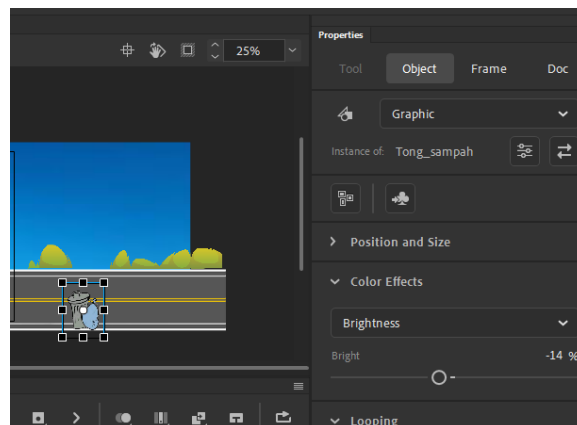 Properties
25%
Tool Object Frame Doc
Graphic
Instance of: Tong_sampah
Position and Size
Color Effects
Brightness
Bright -14 %
Looping